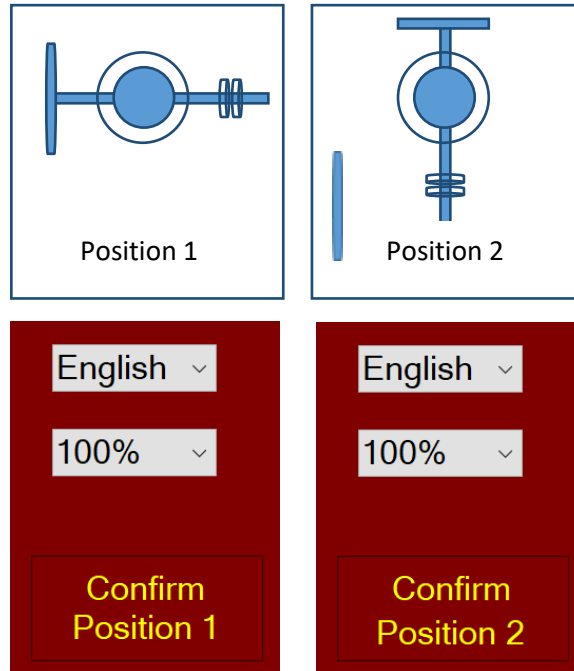 Position 1
Position 2
English
100%
Confirm
Position 1
English
100%
Confirm
Position 2